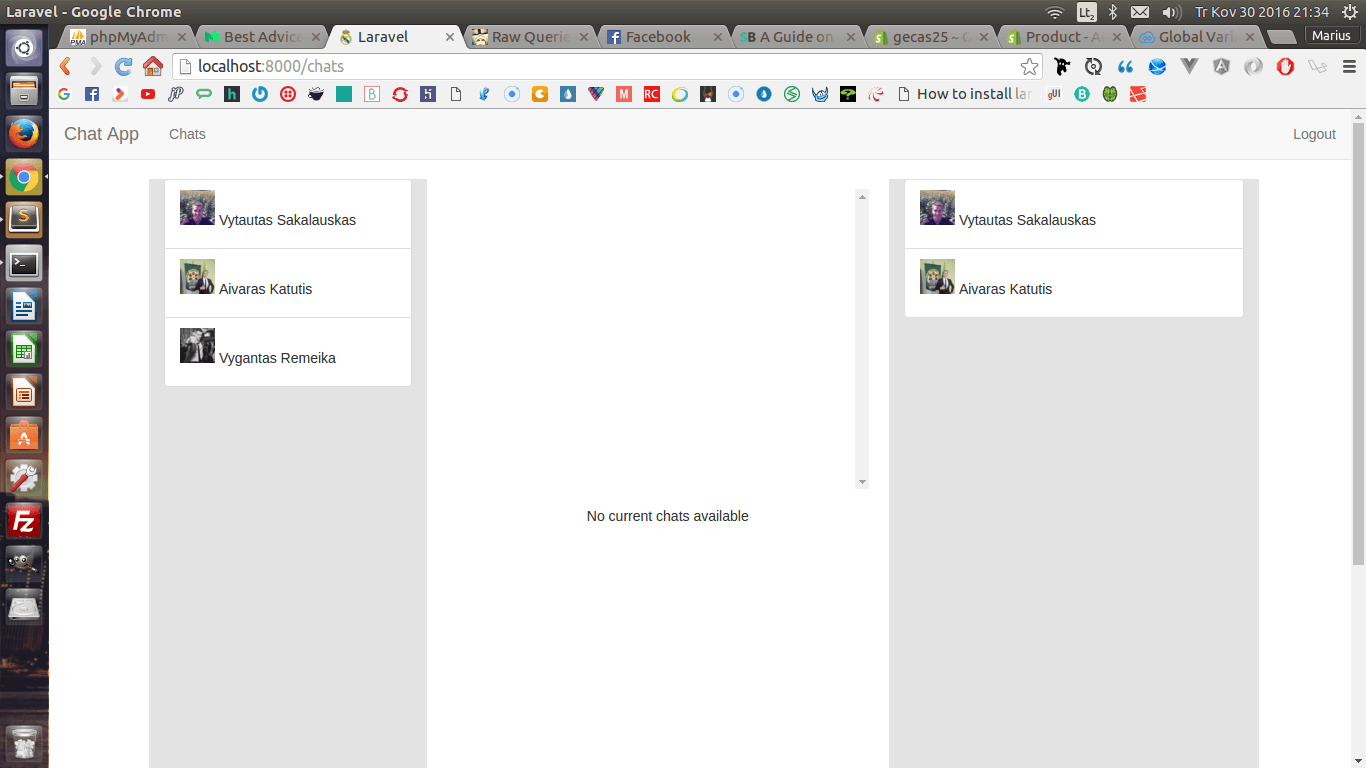 Laravel - Google Chrome
Lt2
Tr Kov 30 2016 21:34
phpMyAdm
Best Advice
Laravel
Raw Querie
Facebook
A Guide on
gecas25 ~
Product - A
Global Vari
Marius
localhost:8000/chats
How to install lar
Chat App
Chats
Logout
Vytautas Sakalauskas
Aivaras Katutis
Vygantas Remeika
No current chats available
Vytautas Sakalauskas
Aivaras Katutis